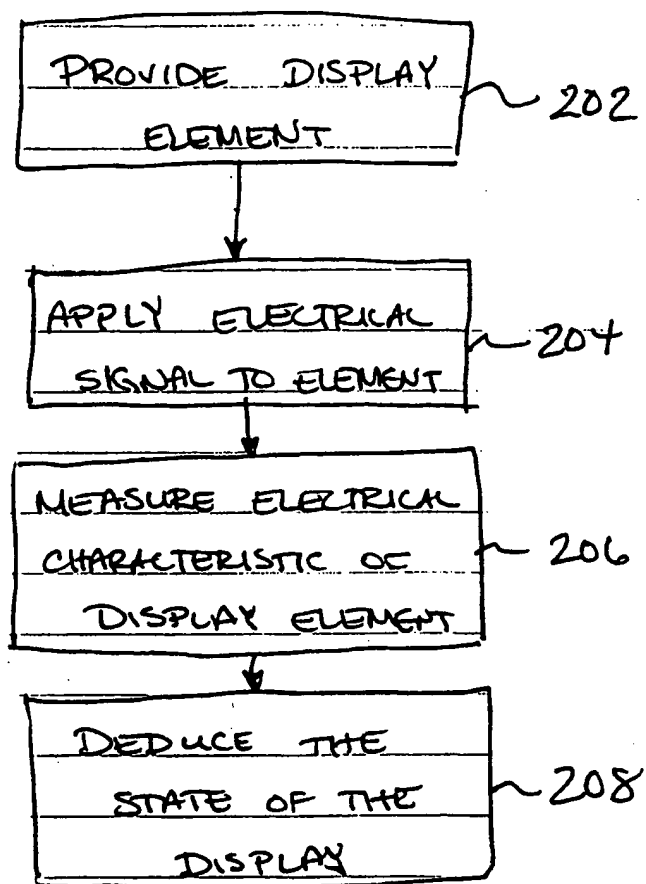 PROVIDE DISPLAY
ELEMENT
202
APPLY ELECTRICAL
SIGNAL TO ELEMENT
204
MEASURE ELECTRICAL
CHARACTERISTIC OF
DISPLAY ELEMENT
206
DEDUCE THE
STATE OF THE
DISPLAY
208